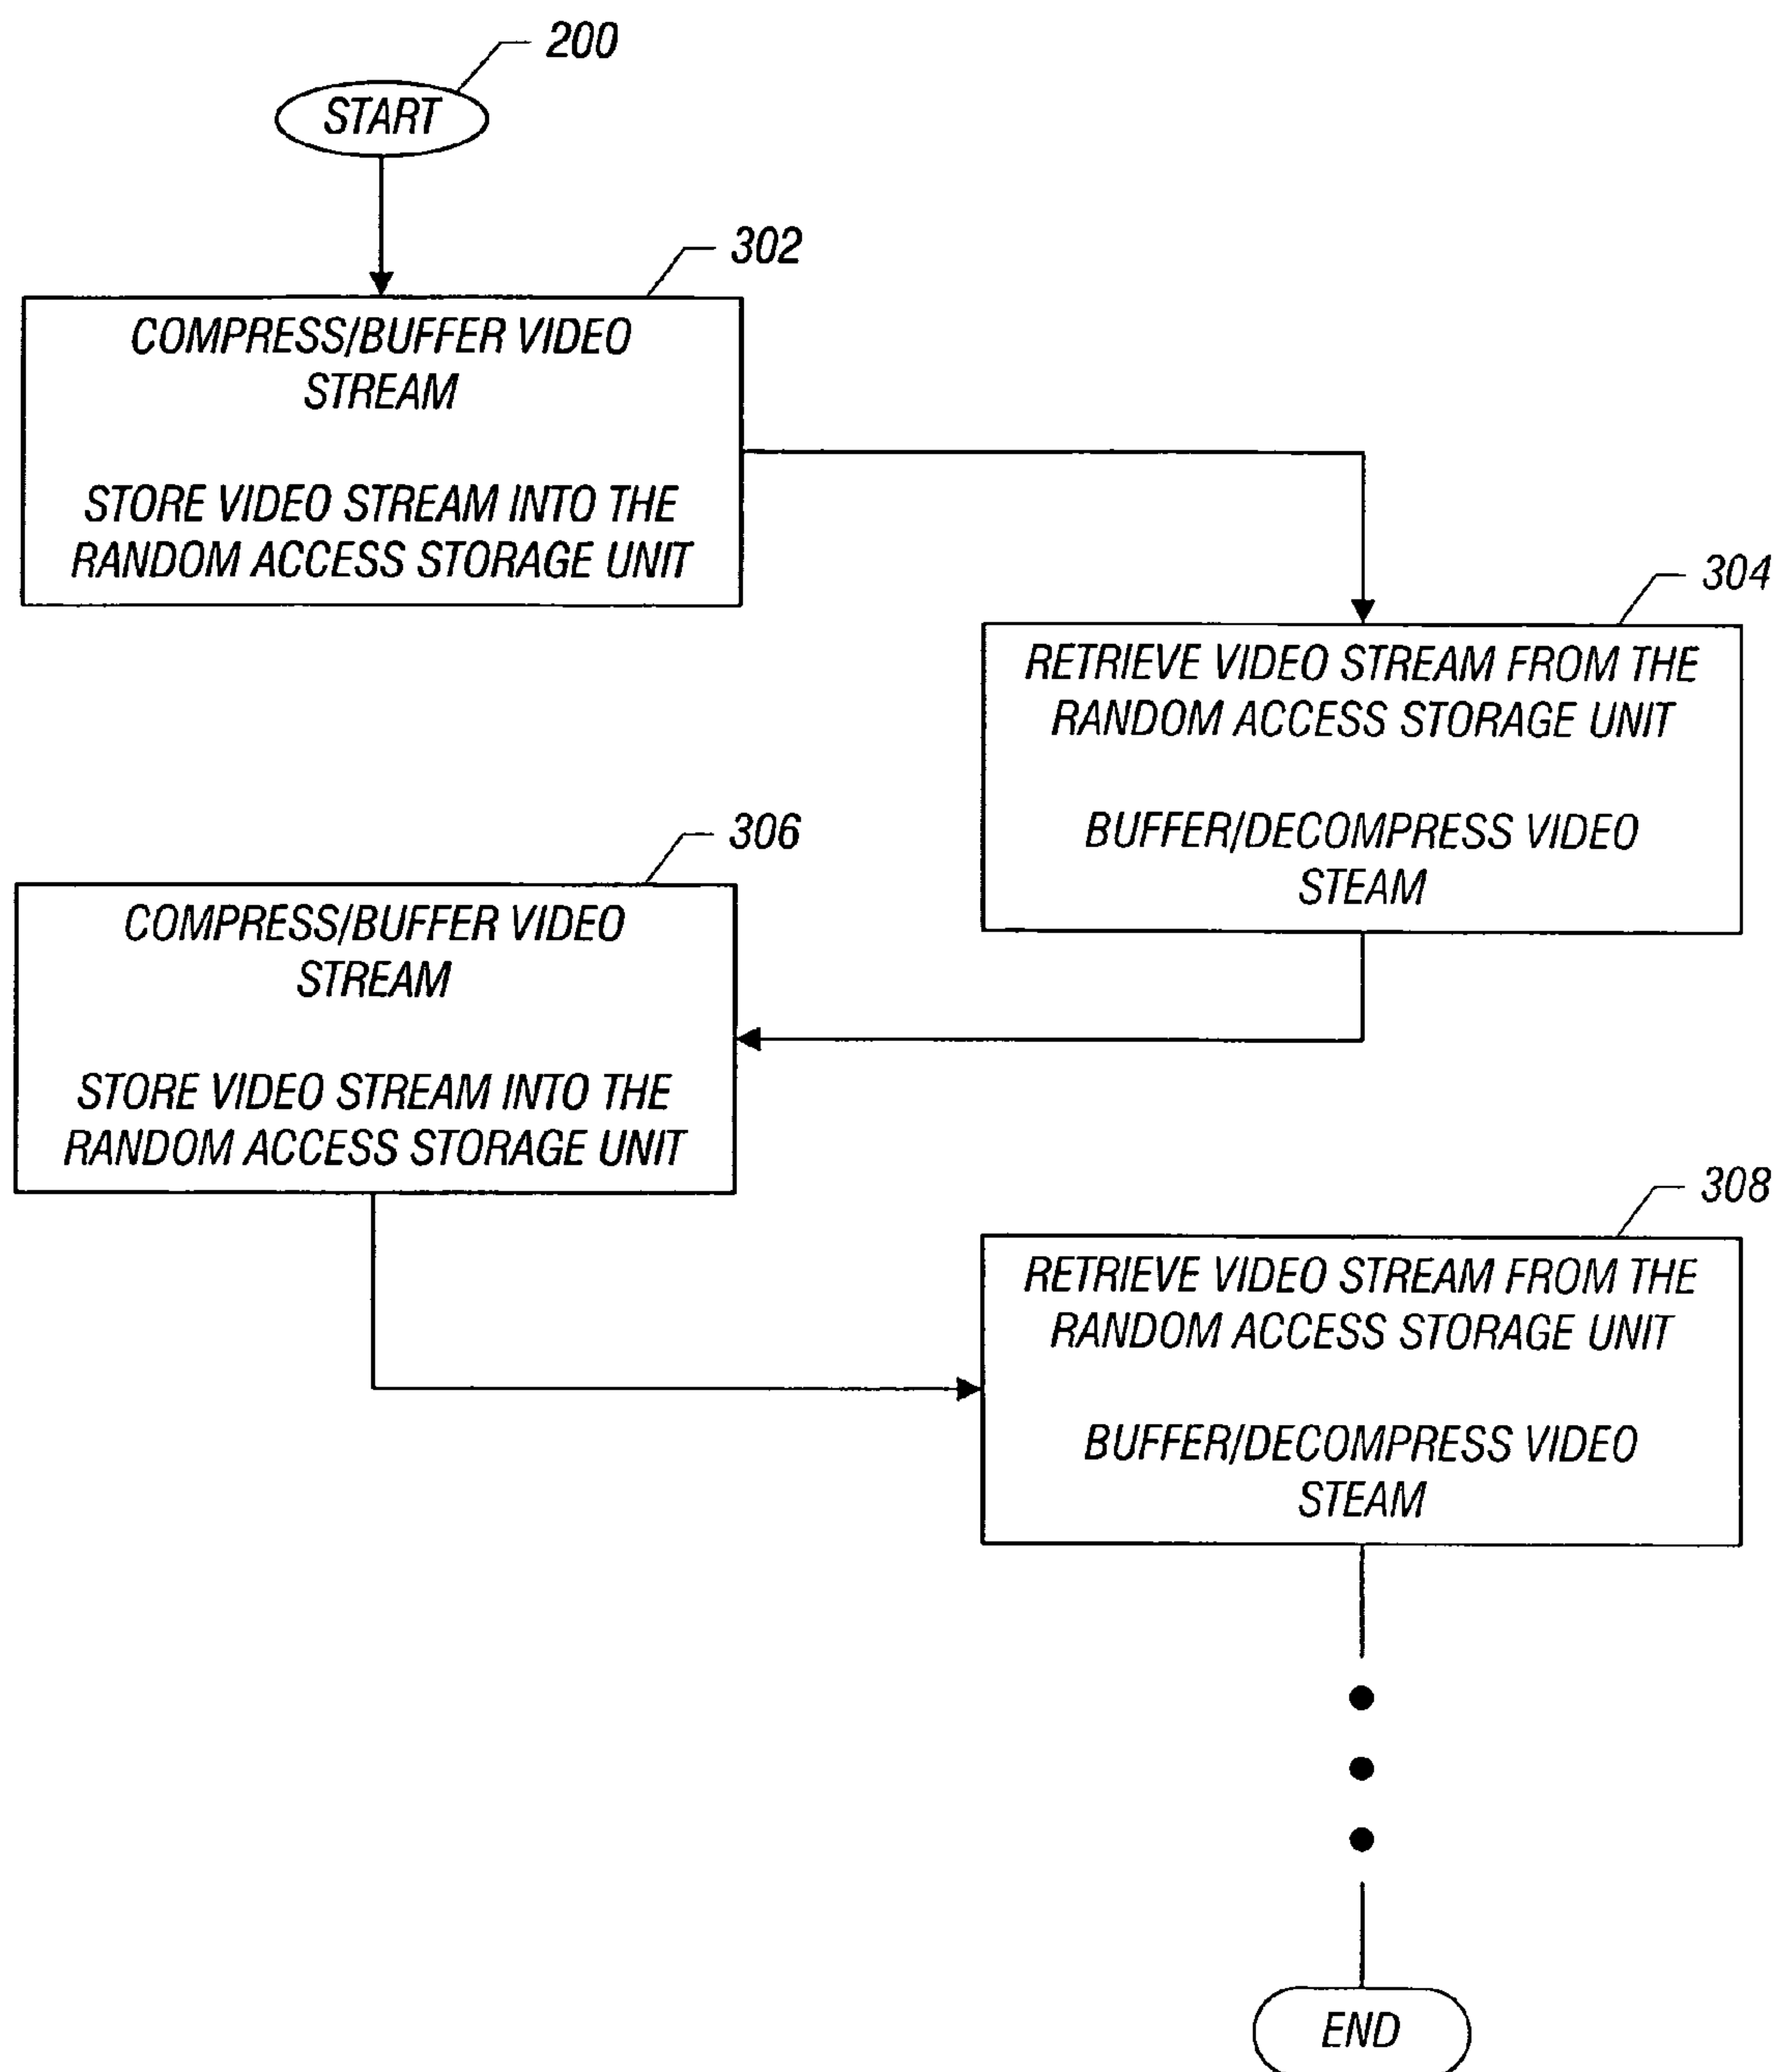 200
START
302
COMPRESS/BUFFER VIDEO
STREAM
STORE VIDEO STREAM INTO THE
RANDOM ACCESS STORAGE UNIT
304
RETRIEVE VIDEO STREAM FROM THE
RANDOM ACCESS STORAGE UNIT
BUFFER/DECOMPRESS VIDEO
STEAM
306
COMPRESS/BUFFER VIDEO
STREAM
STORE VIDEO STREAM INTO THE
RANDOM ACCESS STORAGE UNIT
308
RETRIEVE VIDEO STREAM FROM THE
RANDOM ACCESS STORAGE UNIT
BUFFER/DECOMPRESS VIDEO
STEAM
END